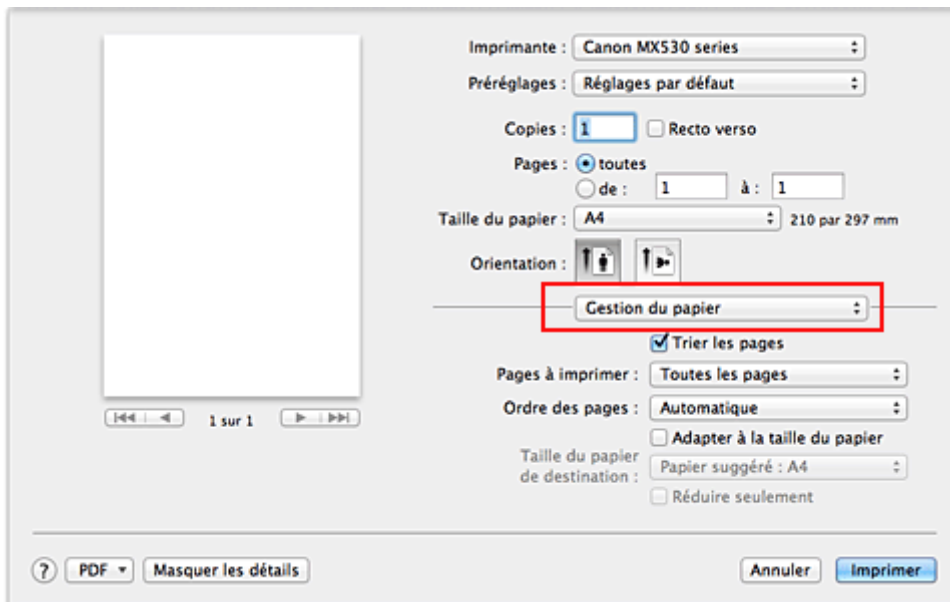 Imprimante : Canon MX530 series
Préréglages : Réglages par défaut
Copies : 1 Recto verso
Pages : toutes
de : 1 à : 1
Taille du papier : A4 210 par 297 mm
Orientation :
Gestion du papier
Trier les pages
Pages à imprimer : Toutes les pages
Ordre des pages : Automatique
Adapter à la taille du papier
Taille du papier
de destination : Papier suggéré : A4
Réduire seulement
1 sur 1
? PDF Masquer les détails Annuler Imprimer